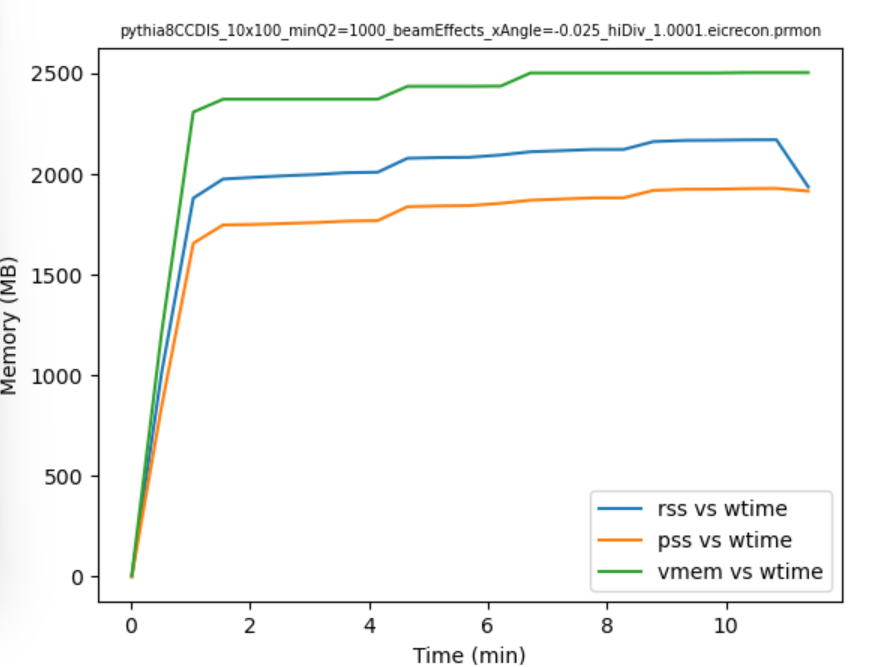 pythia8CCDIS_10x100_minQ2=1000_beamEffects_xAngle=-0.025_hiDiv_1.0001.eicrecon.prmon
Memory (MB)
2500
2000
1500
1000
500
0
0 2 4 6 8 10
Time (min)
rss vs wtime
pss vs wtime
vmem vs wtime